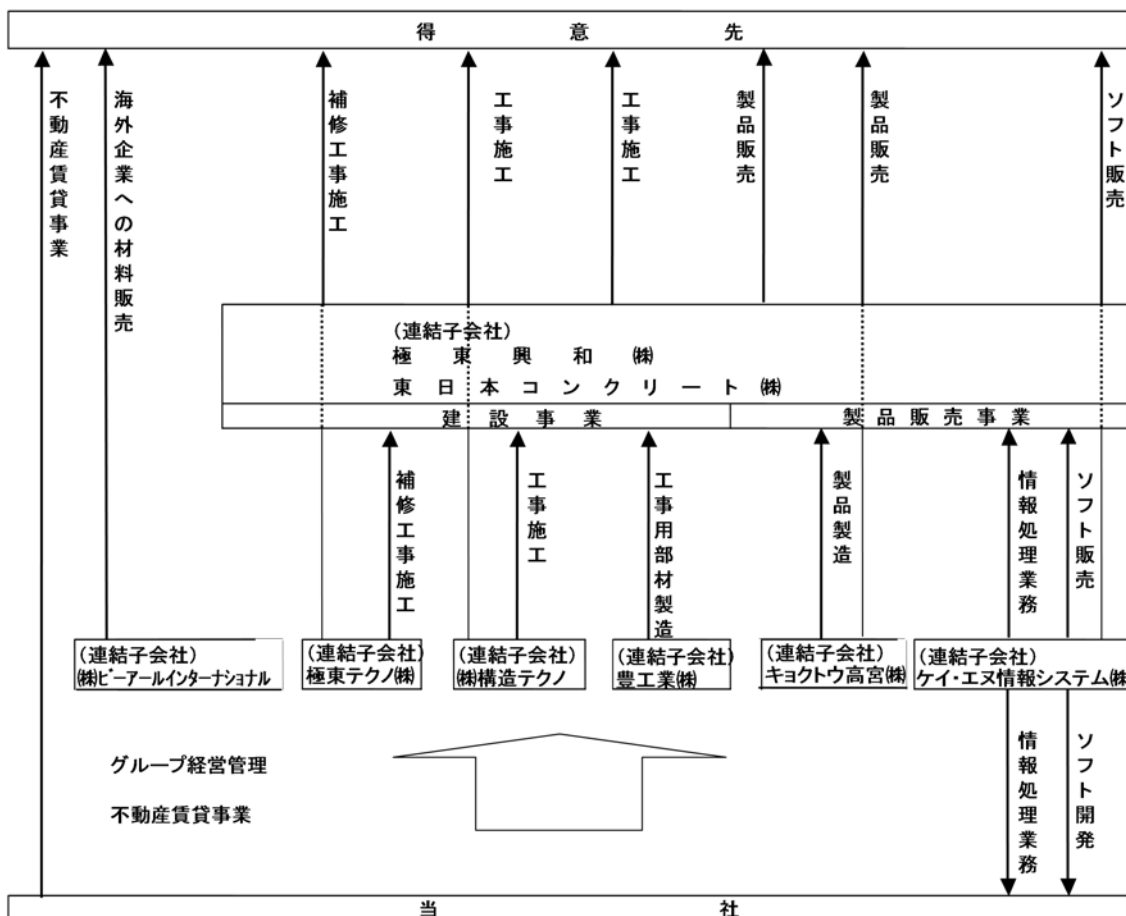 得意先
不動産賃貸事業
海外企業への材料販売
補修工事施工
工事施工
工事施工
製品販売
製品販売
ソフト販売
(連結子会社)
極東興和㈱
東日本コンクリート㈱
建設事業
製品販売事業
補修工事施工
工事施工
工事用部材製造
製品製造
情報処理業務
ソフト販売
(連結子会社)
㈱ピーアールインターナショナル
(連結子会社)
極東テクノ㈱
(連結子会社)
㈱構造テクノ
(連結子会社)
豊工業㈱
(連結子会社)
キョクトウ高宮㈱
(連結子会社)
ケイ・エヌ情報システム㈱
グループ経営管理
不動産賃貸事業
情報処理業務
ソフト開発
当社